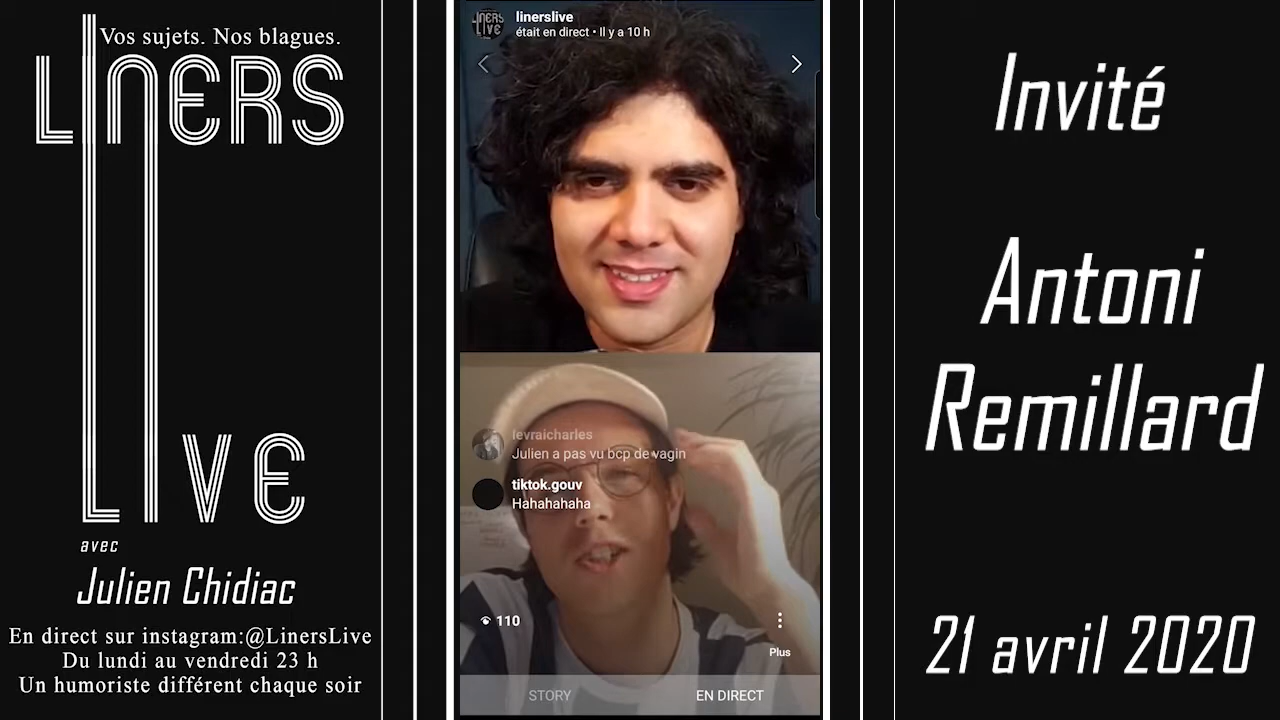 Vos sujets. Nos blagues.
LINERS
LIVE
avec
Julien Chidiac
En direct sur instagram:@LinersLive
Du lundi au vendredi 23 h
Un humoriste différent chaque soir
LINERS
LIVE
linerslive
était en direct • Il y a 10 h
levraicharles
Julien a pas vu bcp de vagin
tiktok.gouv
Hahahahaha
110
Plus
STORY
EN DIRECT
Invité
Antoni
Remillard
21 avril 2020